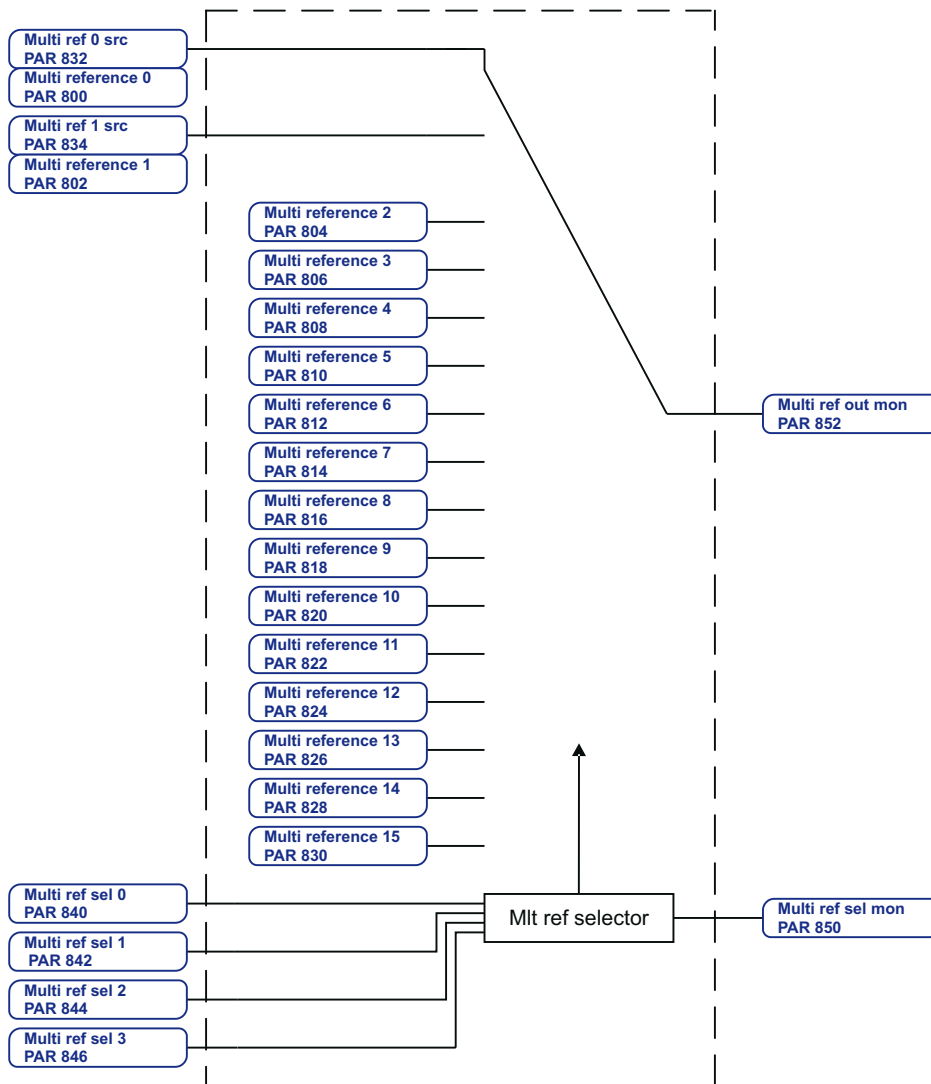 Multi ref 0 src
PAR 832
Multi reference 0
PAR 800
Multi ref 1 src
PAR 834
Multi reference 1
PAR 802
Multi reference 2
PAR 804
Multi reference 3
PAR 806
Multi reference 4
PAR 808
Multi reference 5
PAR 810
Multi reference 6
PAR 812
Multi reference 7
PAR 814
Multi reference 8
PAR 816
Multi reference 9
PAR 818
Multi reference 10
PAR 820
Multi reference 11
PAR 822
Multi reference 12
PAR 824
Multi reference 13
PAR 826
Multi reference 14
PAR 828
Multi reference 15
PAR 830
Multi ref out mon
PAR 852
Multi ref sel 0
PAR 840
Multi ref sel 1
PAR 842
Multi ref sel 2
PAR 844
Multi ref sel 3
PAR 846
Mlt ref selector
Multi ref sel mon
PAR 850